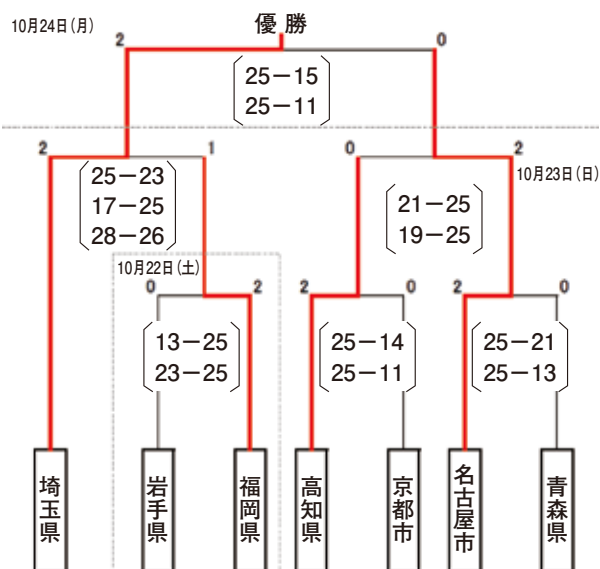 10月24日(月)
優勝
2
0
25－15
25－11
2
1
0
2
10月23日(日)
25－23
17－25
28－26
21－25
19－25
10月22日(土)
0
2
2
0
2
0
13－25
23－25
25－14
25－11
25－21
25－13
埼玉県
岩手県
福岡県
高知県
京都市
名古屋市
青森県